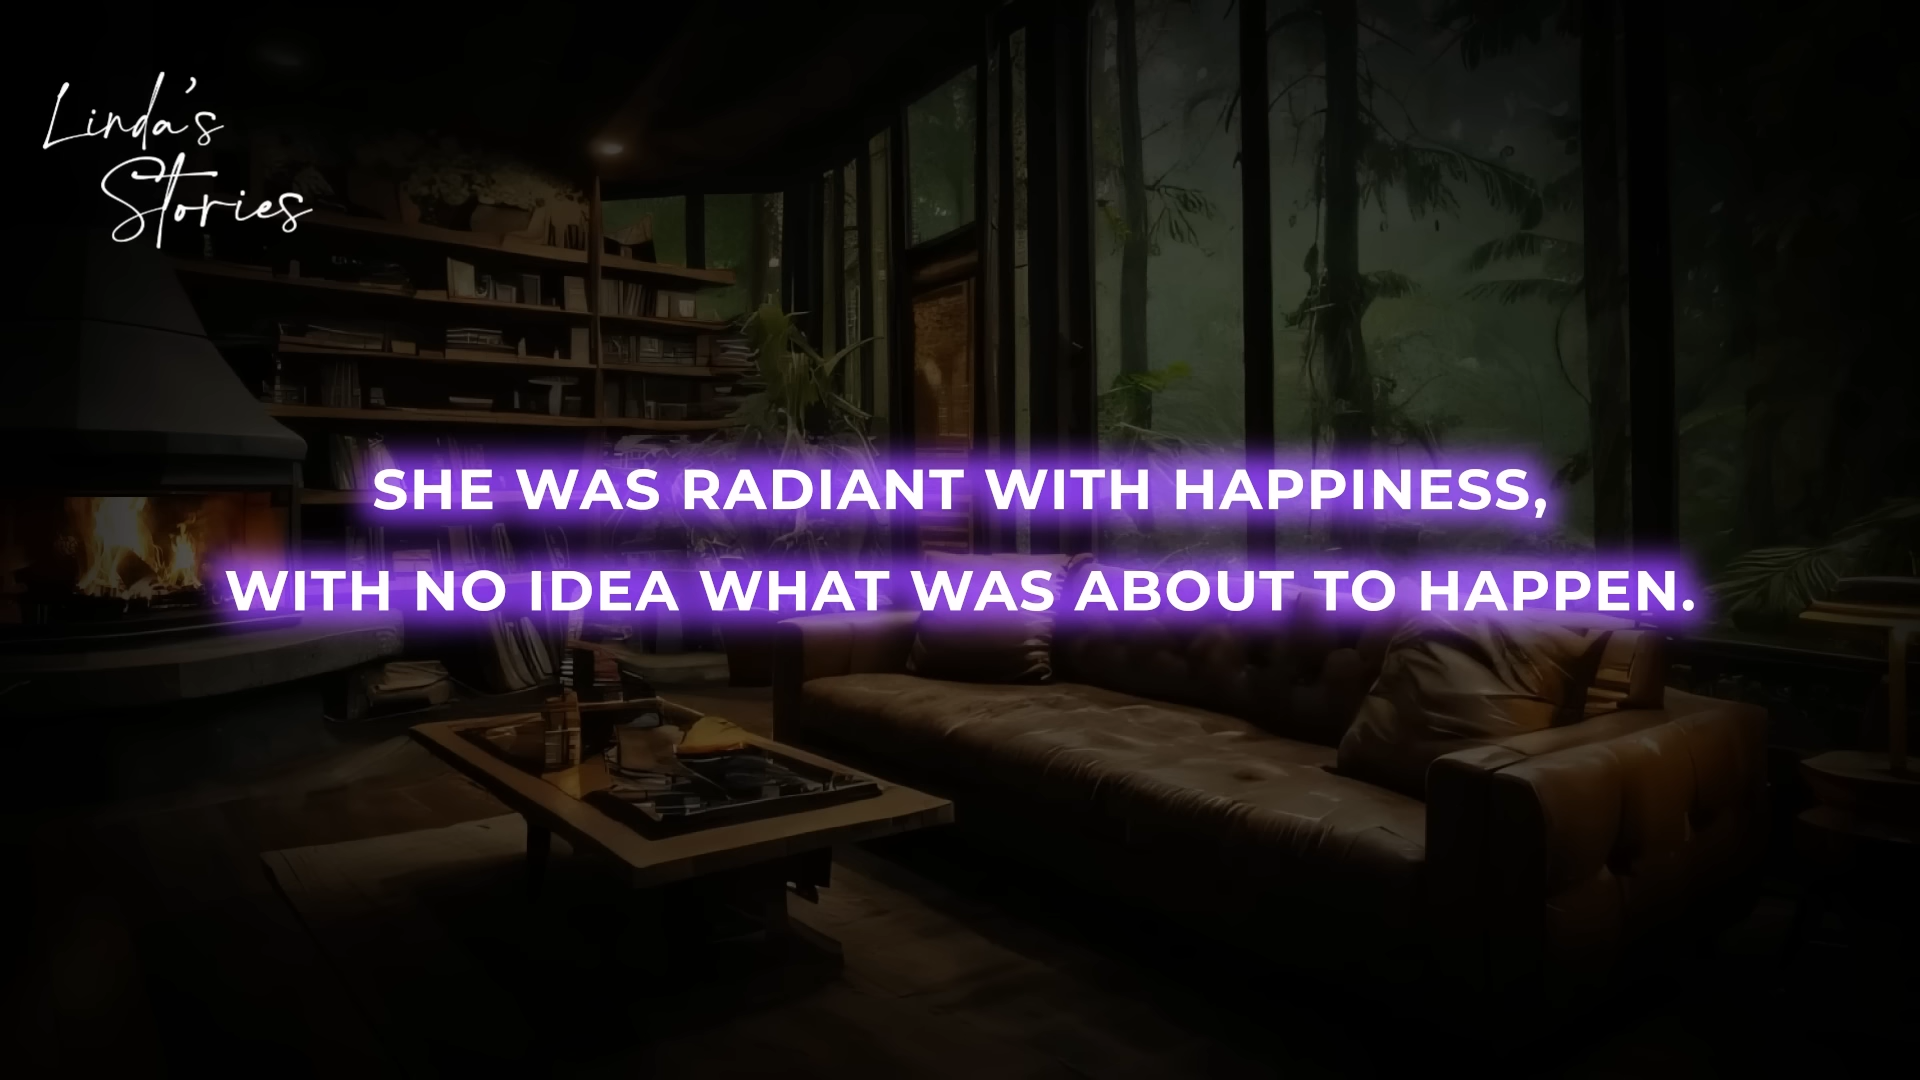 Linda's
Stories
SHE WAS RADIANT WITH HAPPINESS,
WITH NO IDEA WHAT WAS ABOUT TO HAPPEN.